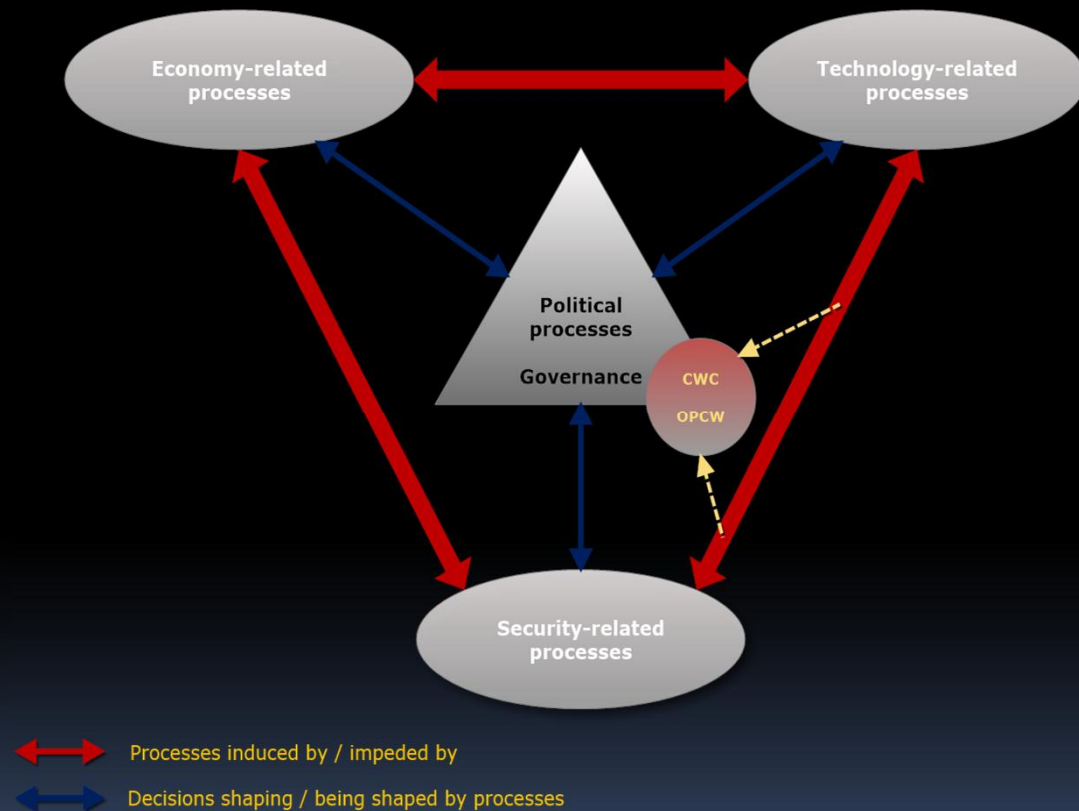 Economy-related
processes
Technology-related
processes
Political
processes
Governance
CWC
OPCW
Security-related
processes
Processes induced by / impeded by
Decisions shaping / being shaped by processes